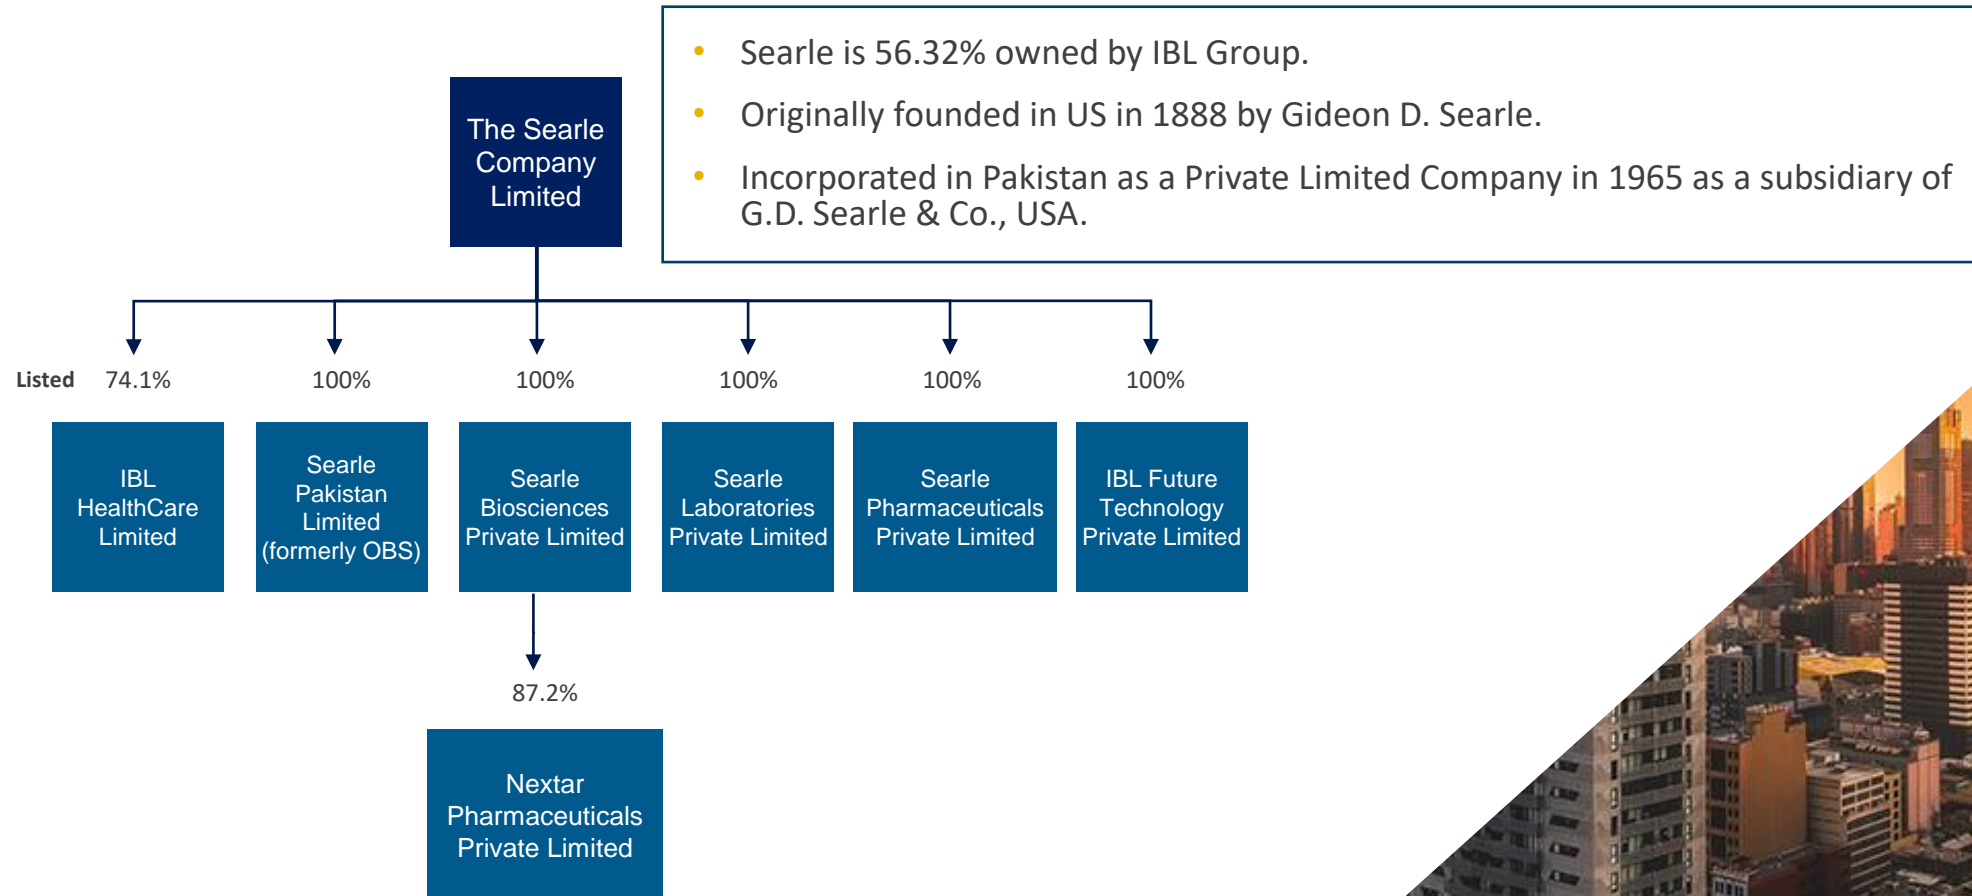 • Searle is 56.32% owned by IBL Group.
• Originally founded in US in 1888 by Gideon D. Searle.
• Incorporated in Pakistan as a Private Limited Company in 1965 as a subsidiary of
G.D. Searle & Co., USA.
The Searle
Company
Limited
Listed 74.1% 100% 100% 100% 100% 100%
IBL
HealthCare
Limited
Searle
Pakistan
Limited
(formerly OBS)
Searle
Biosciences
Private Limited
Searle
Laboratories
Private Limited
Searle
Pharmaceuticals
Private Limited
IBL Future
Technology
Private Limited
87.2%
Nextar
Pharmaceuticals
Private Limited